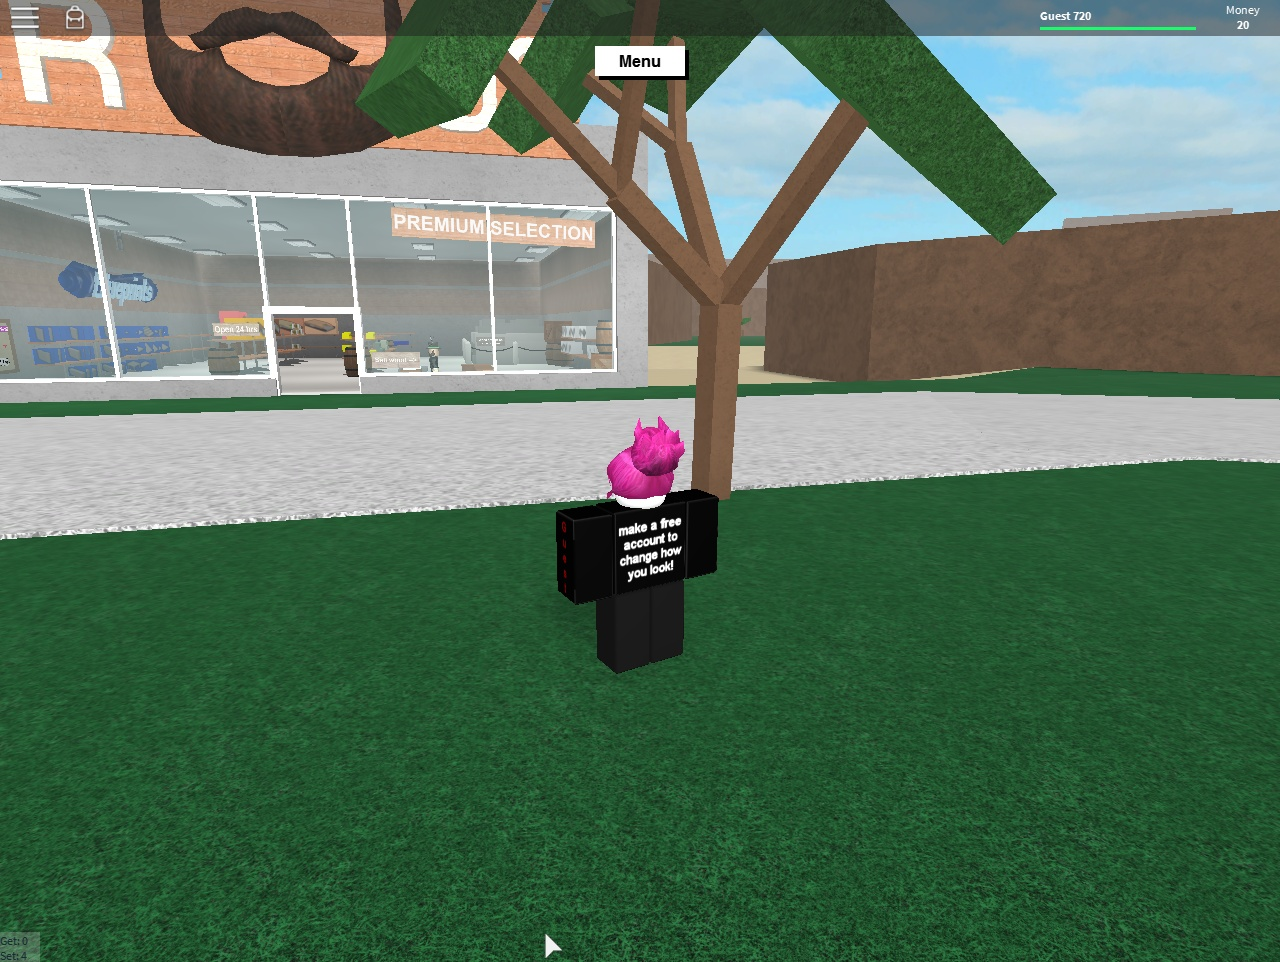 Guest 720
Money
20
Menu
R
PREMIUM SELECTION
Open 24 hrs
make a free
account to
change how
you look!
Get: 0
Set: 4